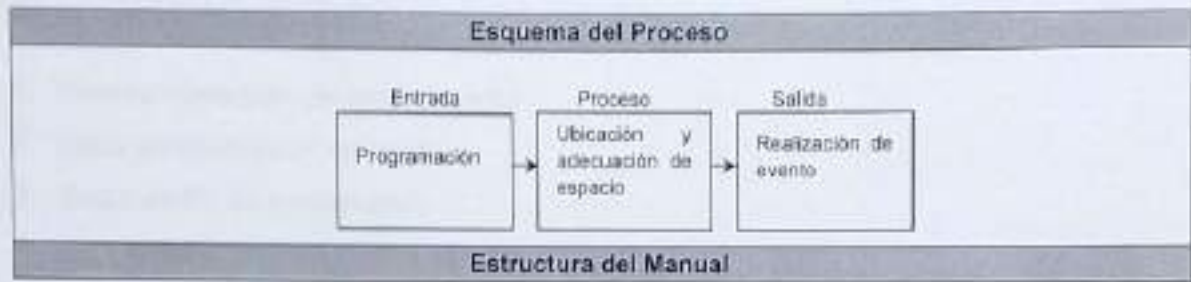 Esquema del Proceso
Entrada
Proceso
Salida
Programación
Ubicación y
adecuación de
espacio
Realización de
evento
Estructura del Manual